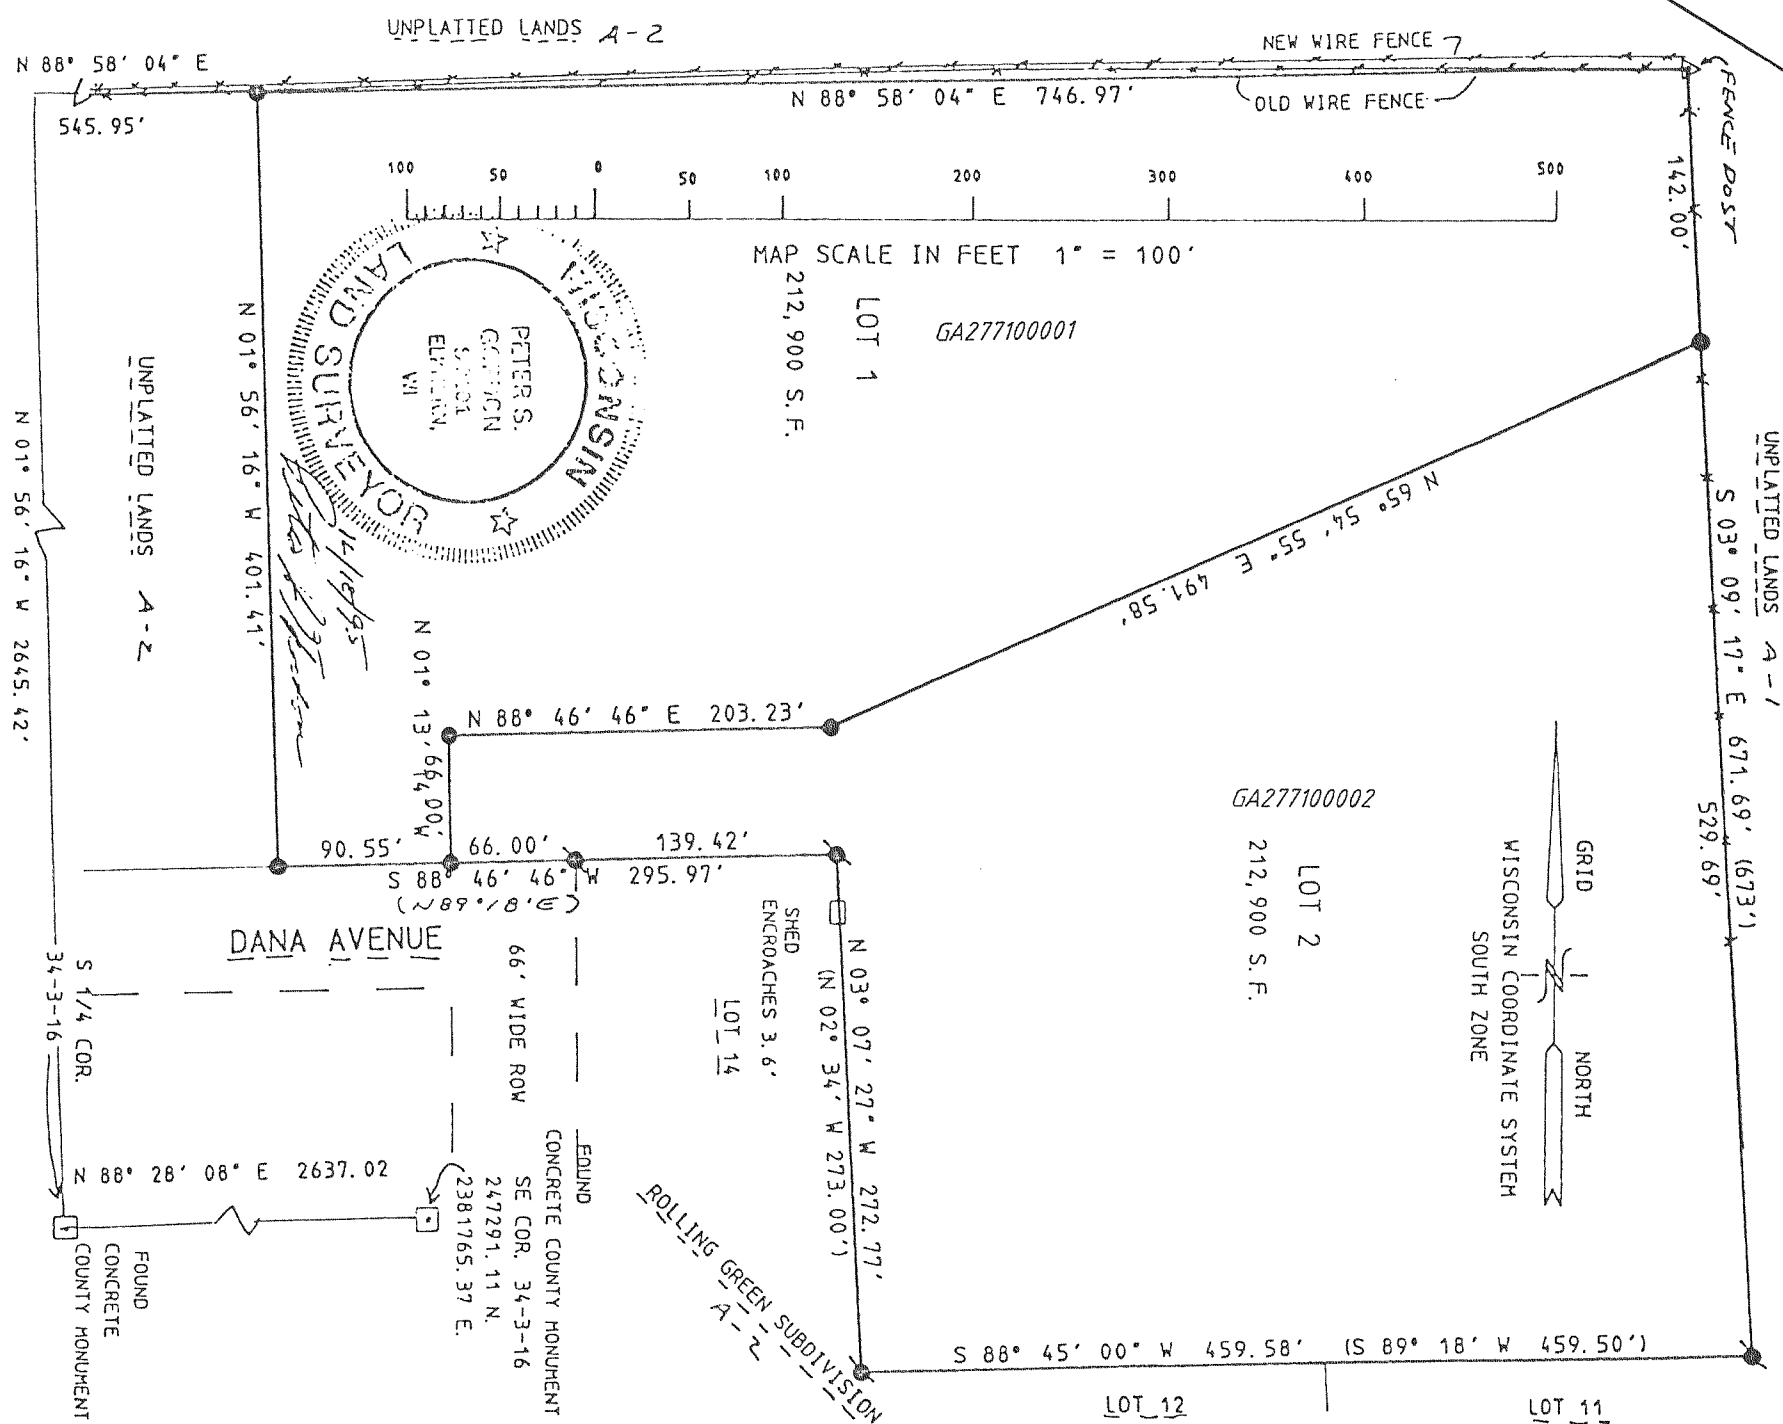 UNPLATTED LANDS A-2
N 88° 58' 04" E
545.95'
NEW WIRE FENCE
N 88° 58' 04" E 746.97'
OLD WIRE FENCE
FENCE POST
142.00'
100 50 0 50 100 200 300 400 500
MAP SCALE IN FEET 1" = 100'
WISCONSIN
LAND SURVEYOR
PETER S.
WI
LOT 1
212,900 S.F.
GA277100001
UNPLATTED LANDS A-2
N 01° 56' 16" W 401.41'
N 01° 56' 16" W 2645.42'
N 65° 54' 55" E 491.58'
UNPLATTED LANDS A-1
S 03° 09' 17" E 671.69' (673')
529.69'
N 88° 46' 46" E 203.23'
N 01° 13' 14" W
66.00'
90.55' 66.00' 139.42'
S 88° 46' 46" W 295.97'
(N89°18'E)
DANA AVENUE
66' WIDE ROW
SHED
ENCROACHES 3.6'
LOT 14
N 03° 07' 27" W 272.77'
(N 02° 34' W 273.00')
GA277100002
LOT 2
212,900 S.F.
GRID NORTH
WISCONSIN COORDINATE SYSTEM
SOUTH ZONE
S 1/4 COR.
34-3-16
N 88° 28' 08" E 2637.02
FOUND
CONCRETE
COUNTY MONUMENT
FOUND
CONCRETE COUNTY MONUMENT
SE COR. 34-3-16
247291.11 N.
2381765.37 E.
ROLLING GREEN SUBDIVISION
A-2
S 88° 45' 00" W 459.58' (S 89° 18' W 459.50')
LOT 12
LOT 11